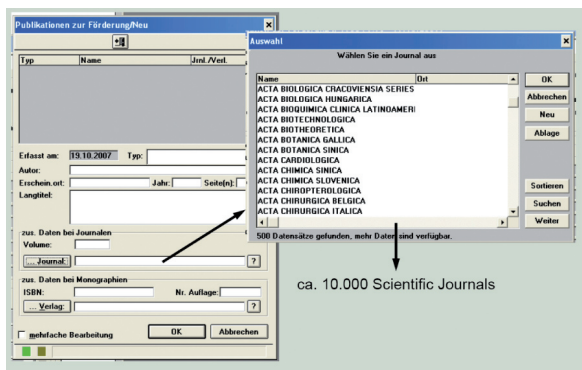 Publikationen zur Förderung/Neu
Typ Name Jrnl./Verl.
Erfasst am: 19.10.2007 Typ:
Autor:
Erschein.ort: Jahr: Seite(n):
Langtitel:
zus. Daten bei Journalen
Volume:
... Journal: ?
zus. Daten bei Monographien
ISBN: Nr. Auflage:
... Verlag: ?
mehrfache Bearbeitung OK Abbrechen
Auswahl
Wählen Sie ein Journal aus
Name Ort
ACTA BIOLOGICA CRACOVIENSIA SERIES
ACTA BIOLOGICA HUNGARICA
ACTA BIOQUIMICA CLINICA LATINOAMERI
ACTA BIOTECHNOLOGICA
ACTA BIOTHEORETICA
ACTA BOTANICA GALLICA
ACTA BOTANICA SINICA
ACTA CARDIOLOGICA
ACTA CHIMICA SINICA
ACTA CHIMICA SLOVENICA
ACTA CHIROPTEROLOGICA
ACTA CHIRURGICA BELGICA
ACTA CHIRURGICA ITALICA
OK
Abbrechen
Neu
Ablage
Sortieren
Suchen
Weiter
500 Datensätze gefunden, mehr Daten sind verfügbar.
ca. 10.000 Scientific Journals